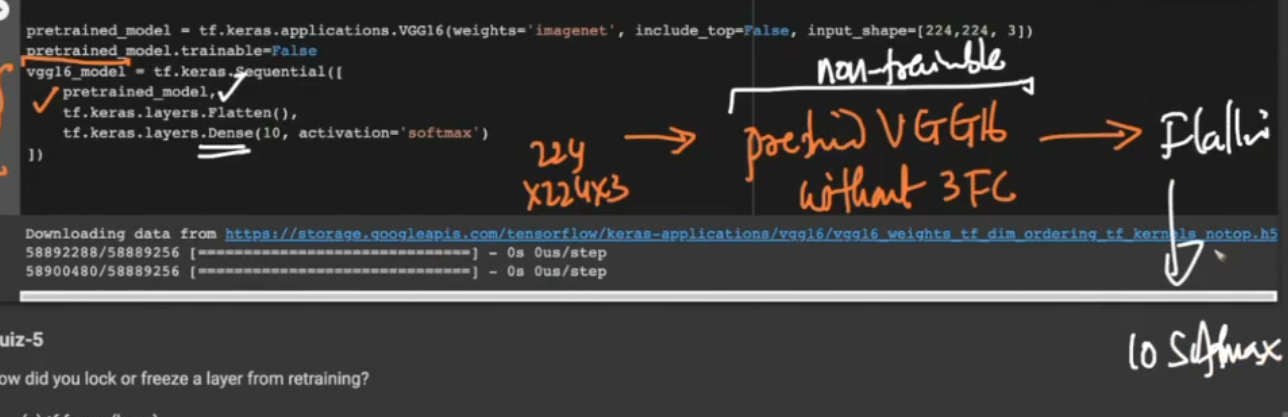 pretrained_model = tf.keras.applications.VGG16(weights='imagenet', include_top=False, input_shape=[224,224, 3])
pretrained_model.trainable=False
vgg16_model = tf.keras.Sequential([
pretrained_model,
tf.keras.layers.Flatten(),
tf.keras.layers.Dense(10, activation='softmax')
])
non-trainable
224
x224x3
VGG16
without 3FC
10 Softmax
Downloading data from https://storage.googleapis.com/tensorflow/keras-applications/vgg16/vgg16_weights_tf_dim_ordering_tf_kernels_notop.h5
58892288/58889256 [==============================] - 0s 0us/step
58900480/58889256 [==============================] - 0s 0us/step
uiz-5
ow did you lock or freeze a layer from retraining?